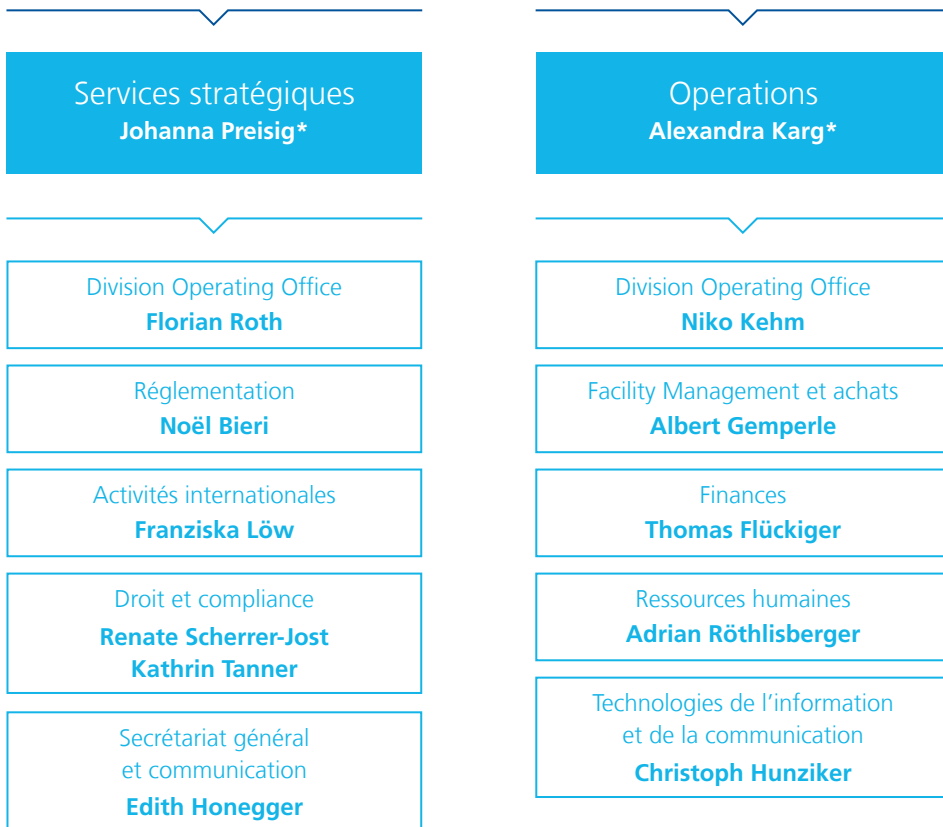 Services stratégiques
Johanna Preisig*
Division Operating Office
Florian Roth
Réglementation
Noël Bieri
Activités internationales
Franziska Löw
Droit et compliance
Renate Scherrer-Jost
Kathrin Tanner
Secrétariat général
et communication
Edith Honegger
Operations
Alexandra Karg*
Division Operating Office
Niko Kehm
Facility Management et achats
Albert Gemperle
Finances
Thomas Flückiger
Ressources humaines
Adrian Röthlisberger
Technologies de l’information
et de la communication
Christoph Hunziker